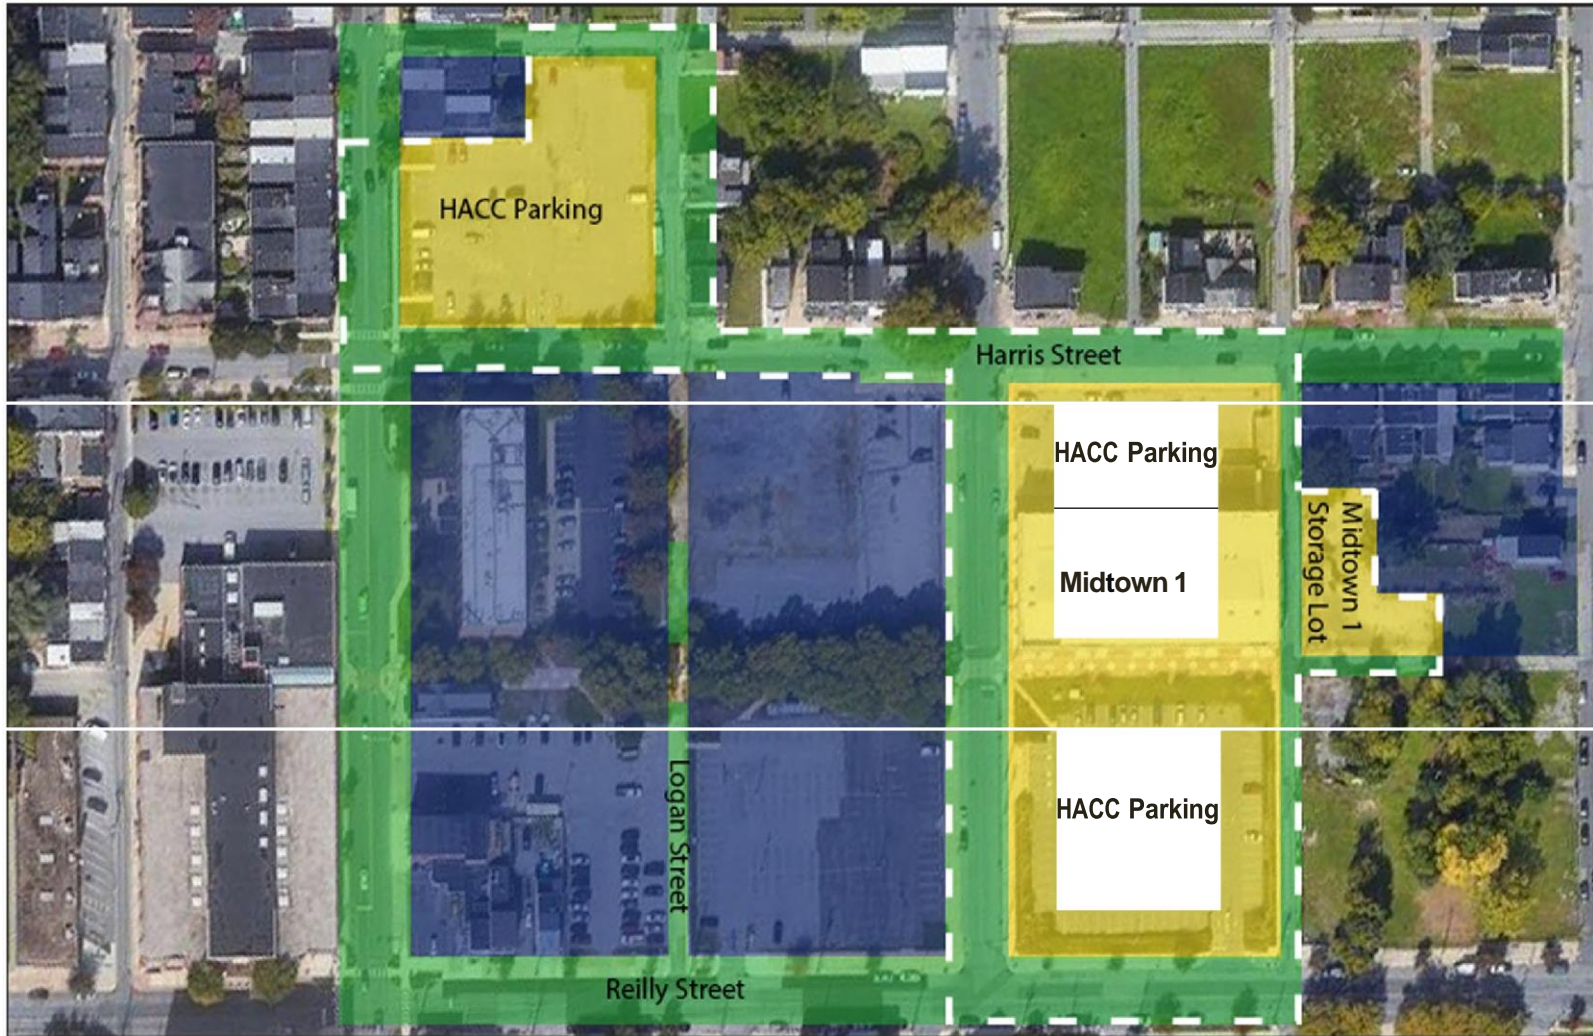 HACC Parking
Harris Street
HACC Parking
Midtown 1
Midtown 1
Storage Lot
HACC Parking
Logan Street
Reilly Street